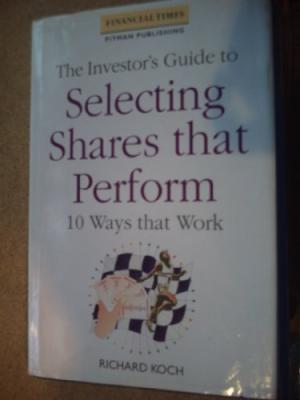 FINANCIAL TIMES
PITMAN PUBLISHING
The Investor's Guide to
Selecting
Shares that
Perform
10 Ways that Work
RICHARD KOCH